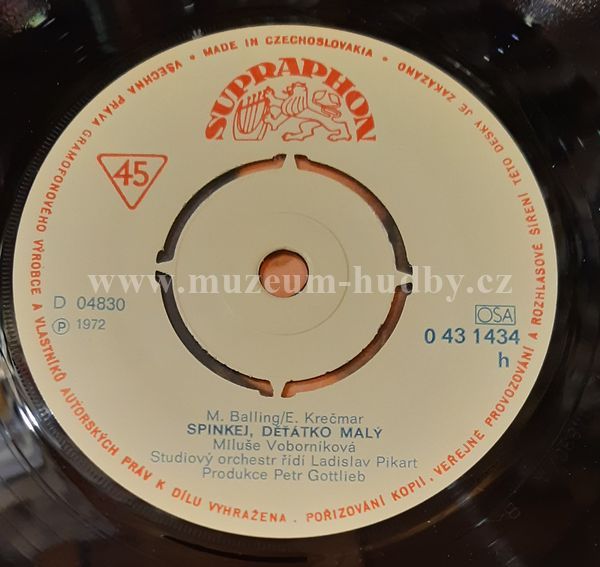 VŠECHNA PRÁVA GRAMOFONOVÉHO VÝROBCE A VLASTNÍKŮ AUTORSKÝCH PRÁV K DÍLU VYHRAŽENA. POŘIZOVÁNÍ KOPIÍ, VEŘEJNÉ PROVOZOVÁNÍ A ROZHLASOVÉ ŠÍŘENÍ TÉTO DESKY JE ZAKÁZÁNO
• MADE IN CZECHOSLOVAKIA •
SUPRAPHON
45
www.muzeum-hudby.cz
D 04830
Ⓟ 1972
OSA
0 43 1434
h
M. Balling/E. Krečmar
SPINKEJ, DĚŤÁTKO MALÝ
Miluše Voborníková
Studiový orchestr řídí Ladislav Pikart
Produkce Petr Gottlieb